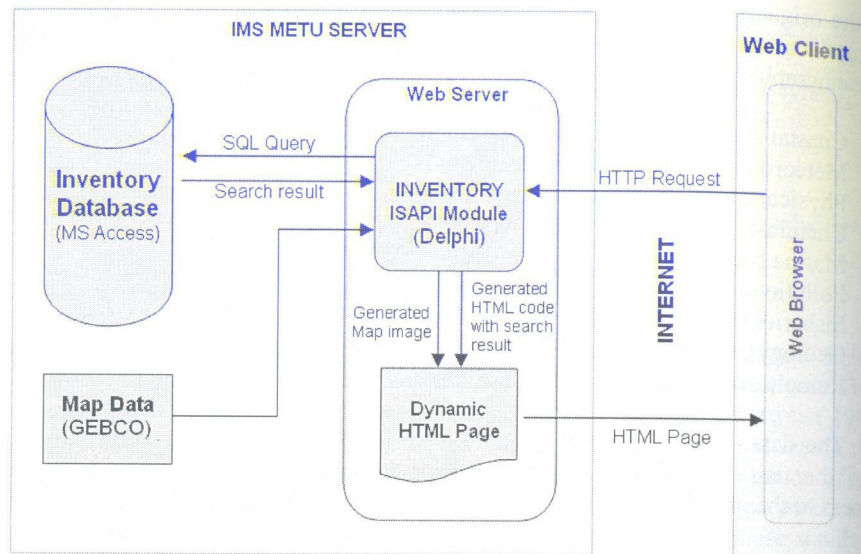 IMS METU SERVER
Web Client
Web Server
SQL Query
Search result
Inventory
Database
(MS Access)
INVENTORY
ISAPI Module
(Delphi)
HTTP Request
INTERNET
Web Browser
Generated
Map image
Generated
HTML code
with search
result
Map Data
(GEBCO)
Dynamic
HTML Page
HTML Page